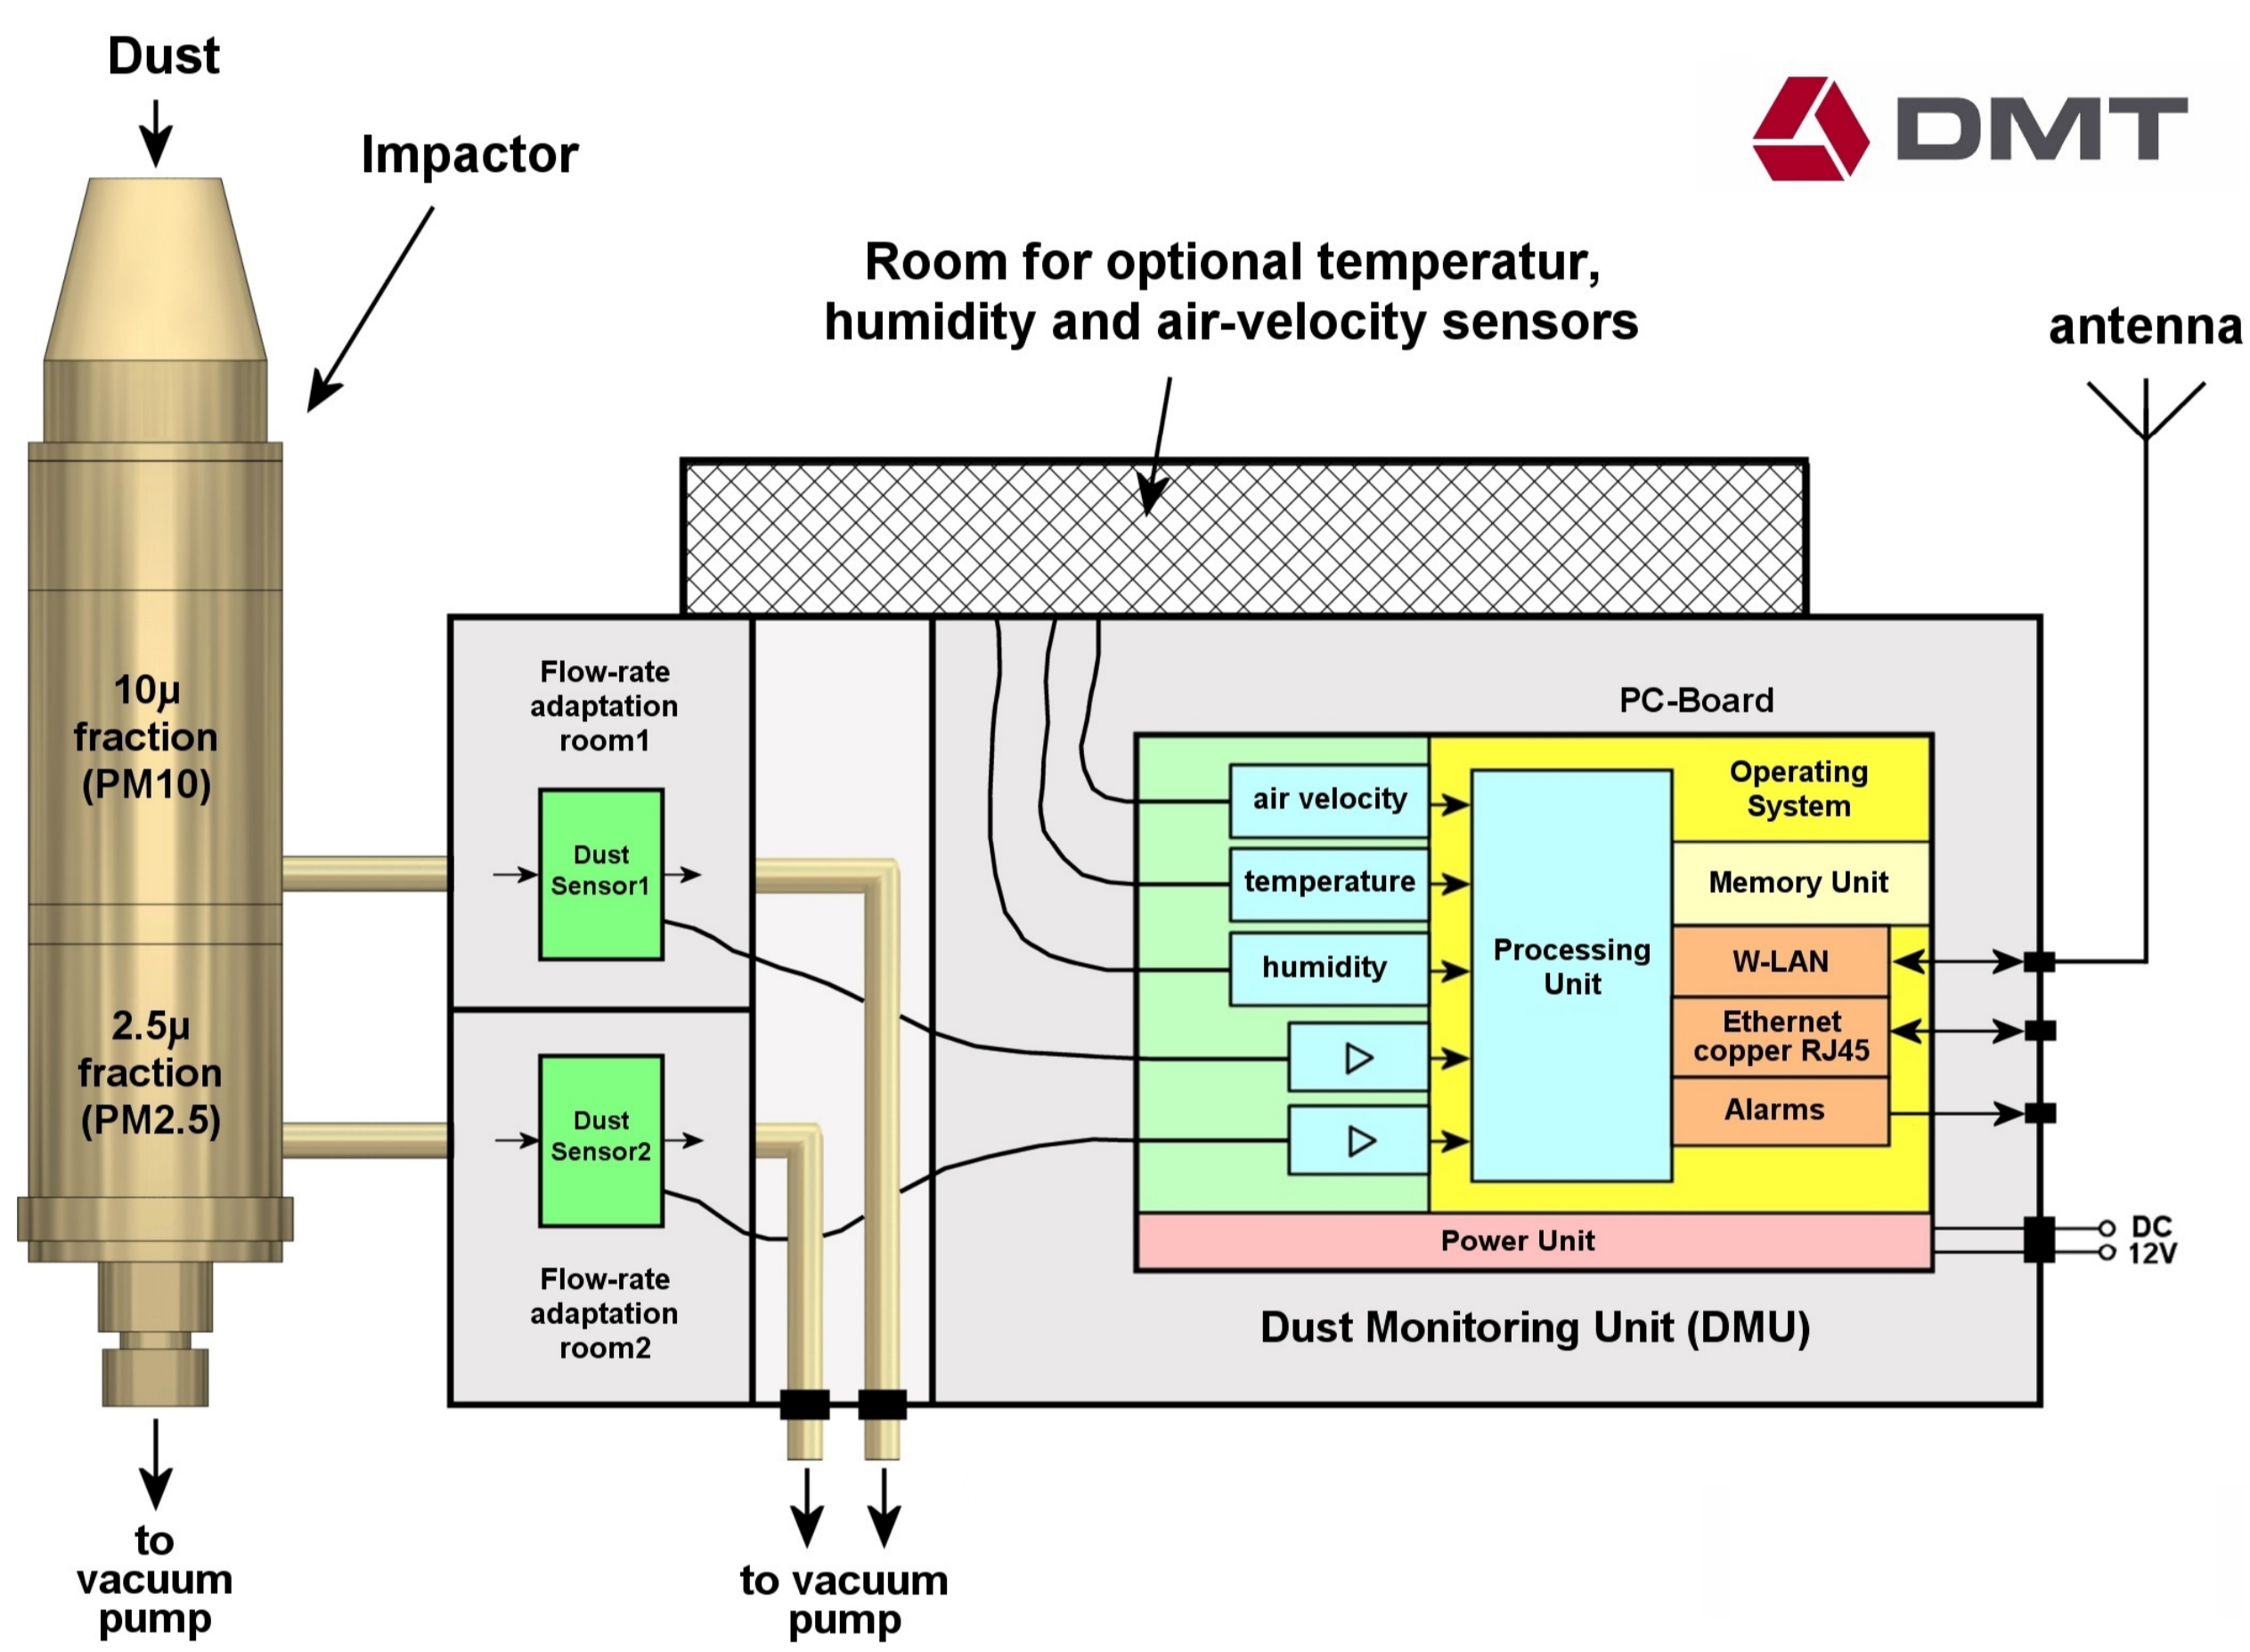 Dust
Impactor
DMT
Room for optional temperatur,
humidity and air-velocity sensors
antenna
10µ
fraction
(PM10)
2.5µ
fraction
(PM2.5)
Flow-rate
adaptation
room1
Dust
Sensor1
Dust
Sensor2
Flow-rate
adaptation
room2
PC-Board
air velocity
temperature
humidity
Processing
Unit
Operating
System
Memory Unit
W-LAN
Ethernet
copper RJ45
Alarms
Power Unit
DC
12V
Dust Monitoring Unit (DMU)
to
vacuum
pump
to vacuum
pump